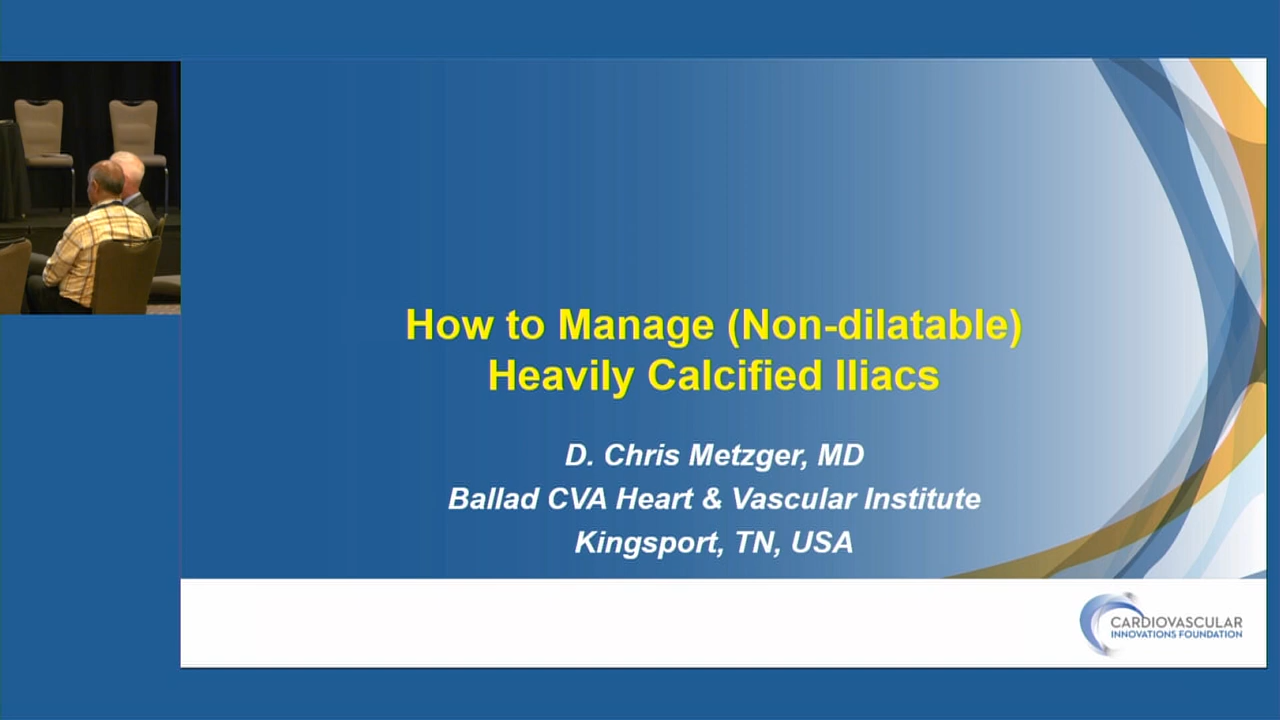 How to Manage (Non-dilatable)
Heavily Calcified Iliacs
D. Chris Metzger, MD
Ballad CVA Heart & Vascular Institute
Kingsport, TN, USA
CARDIOVASCULAR
INNOVATIONS FOUNDATION